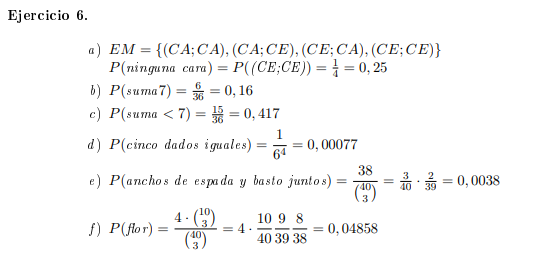 Ejercicio 6.
a) EM = {(CA; CA), (CA; CE), (CE; CA), (CE; CE)}
P(ninguna cara) = P((CE;CE)) = 1/4 = 0,25
b) P(suma7) = 6/36 = 0,16
c) P(suma < 7) = 15/36 = 0,417
d) P(cinco dados iguales) = 1/6^4 = 0,00077
e) P(anchos de espada y basto juntos) = 38/(40 3) = 3/40 · 2/39 = 0,0038
f) P(flor) = 4 · (10 3)/(40 3) = 4 · 10/40 9/39 8/38 = 0,04858